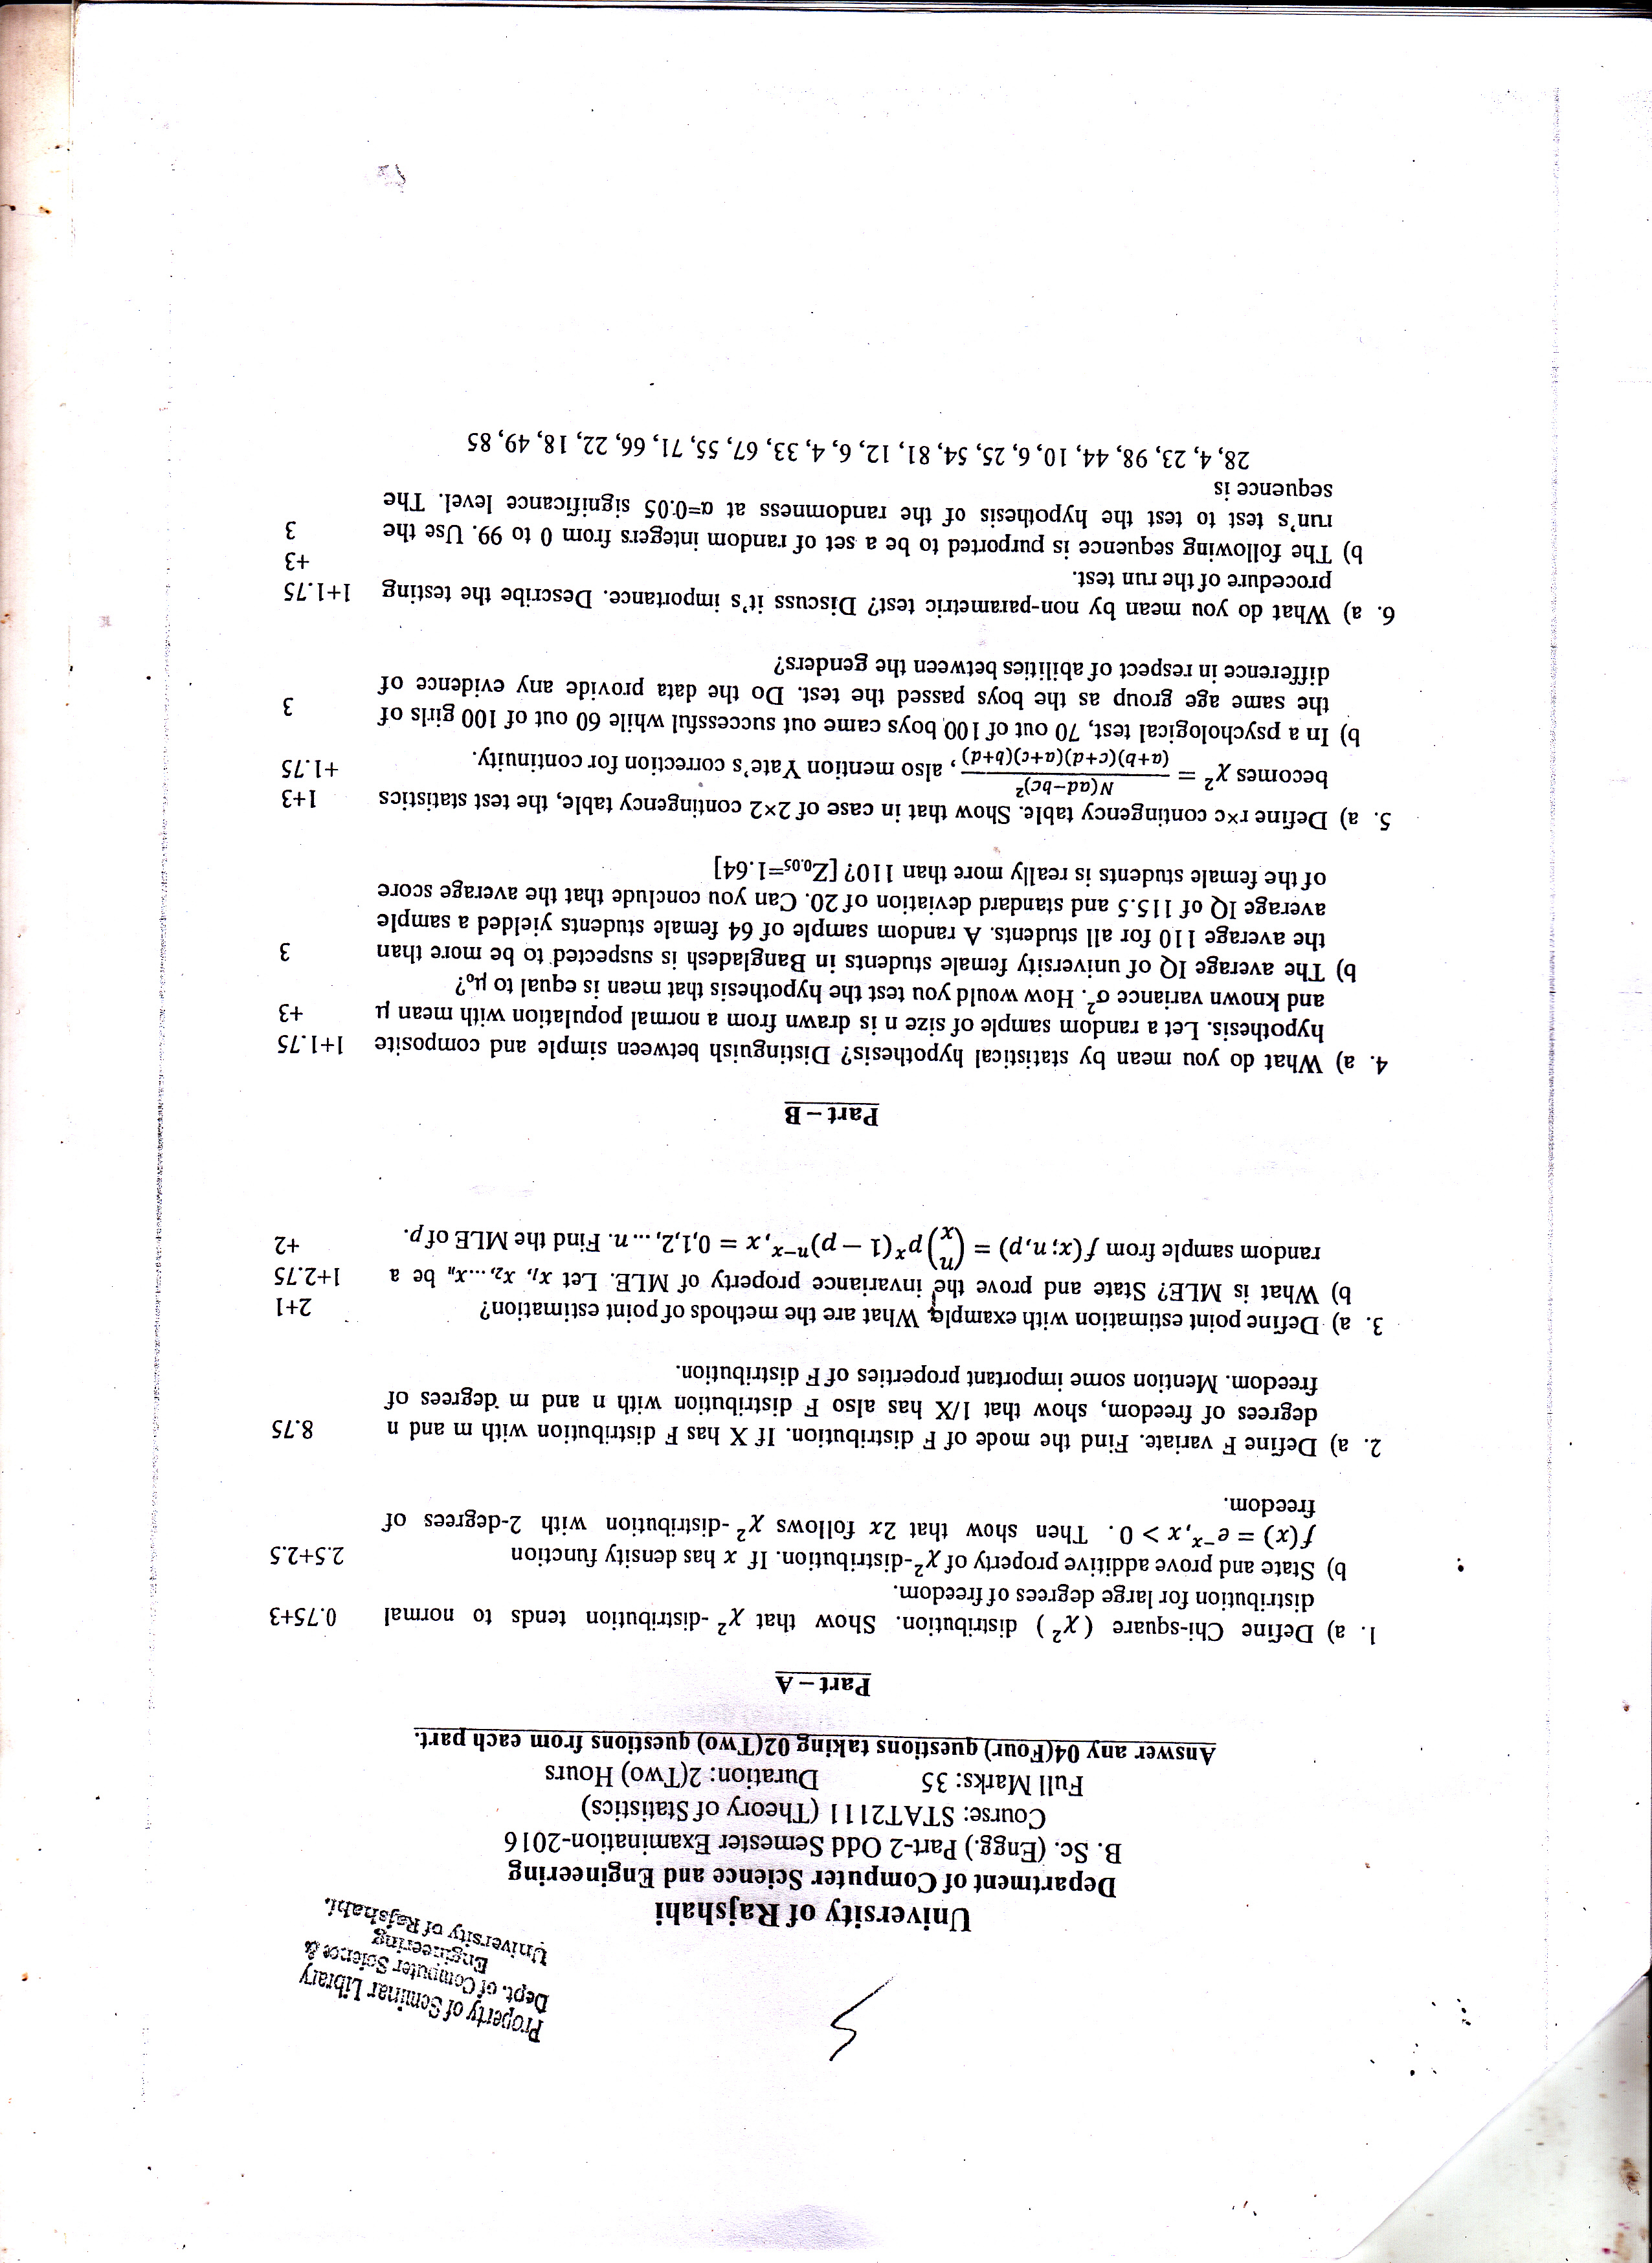 Property of Seminar Library
Dept. of Computer Science &
Engineering
University of Rajshahi.
University of Rajshahi
Department of Computer Science and Engineering
B. Sc. (Engg.) Part-2 Odd Semester Examination-2016
Course: STAT2111 (Theory of Statistics)
Full Marks: 35 Duration: 2(Two) Hours
Answer any 04(Four) questions taking 02(Two) questions from each part.
Part – A
1. a) Define Chi-square (χ²) distribution. Show that χ² -distribution tends to normal 0.75+3
distribution for large degrees of freedom.
b) State and prove additive property of χ²-distribution. If x has density function 2.5+2.5
f(x) = e⁻ˣ, x > 0. Then show that 2x follows χ² -distribution with 2-degrees of
freedom.
2. a) Define F variate. Find the mode of F distribution. If X has F distribution with m and n 8.75
degrees of freedom, show that 1/X has also F distribution with n and m degrees of
freedom. Mention some important properties of F distribution.
3. a) Define point estimation with example. What are the methods of point estimation? 2+1
b) What is MLE? State and prove the invariance property of MLE. Let x₁, x₂, ...xₙ be a 1+2.75
random sample from f(x; n, p) = (n x) pˣ(1 − p)ⁿ⁻ˣ, x = 0,1,2, ... n. Find the MLE of p. +2
Part – B
4. a) What do you mean by statistical hypothesis? Distinguish between simple and composite 1+1.75
hypothesis. Let a random sample of size n is drawn from a normal population with mean μ +3
and known variance σ². How would you test the hypothesis that mean is equal to μ₀?
b) The average IQ of university female students in Bangladesh is suspected to be more than 3
the average 110 for all students. A random sample of 64 female students yielded a sample
average IQ of 115.5 and standard deviation of 20. Can you conclude that the average score
of the female students is really more than 110? [Z₀.₀₅=1.64]
5. a) Define r×c contingency table. Show that in case of 2×2 contingency table, the test statistics 1+3
becomes χ² = N(ad−bc)² / (a+b)(c+d)(a+c)(b+d), also mention Yate's correction for continuity. +1.75
b) In a psychological test, 70 out of 100 boys came out successful while 60 out of 100 girls of
the same age group as the boys passed the test. Do the data provide any evidence of 3
difference in respect of abilities between the genders?
6. a) What do you mean by non-parametric test? Discuss it's importance. Describe the testing 1+1.75
procedure of the run test. +3
b) The following sequence is purported to be a set of random integers from 0 to 99. Use the 3
run's test to test the hypothesis of the randomness at α=0.05 significance level. The
sequence is
28, 4, 23, 98, 44, 10, 6, 25, 54, 81, 12, 6, 4, 33, 67, 55, 71, 66, 22, 18, 49, 85